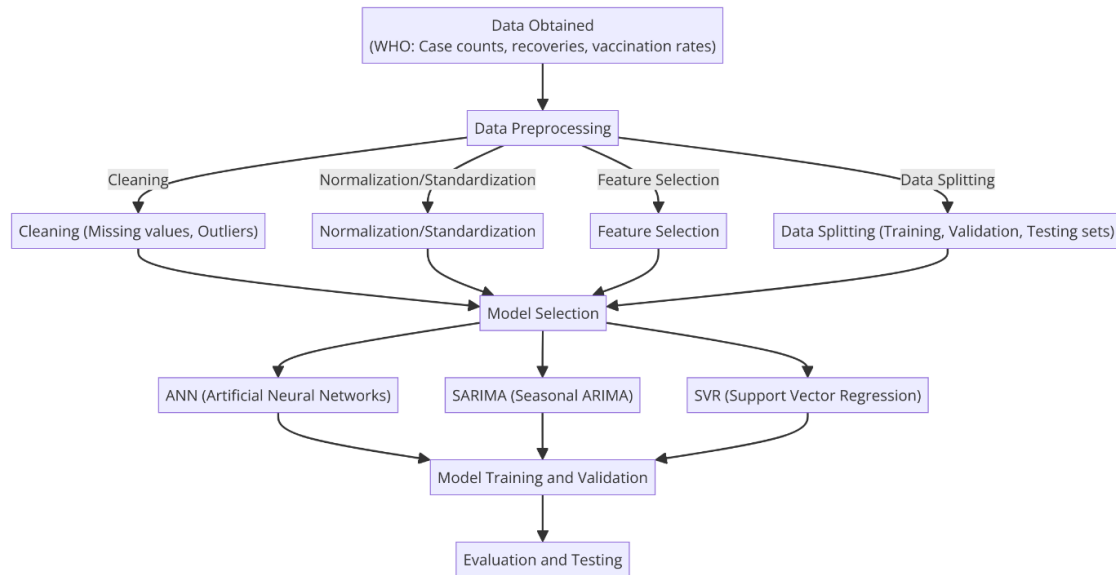 Data Obtained
(WHO: Case counts, recoveries, vaccination rates)
Data Preprocessing
Cleaning
Normalization/Standardization
Feature Selection
Data Splitting
Cleaning (Missing values, Outliers)
Normalization/Standardization
Feature Selection
Data Splitting (Training, Validation, Testing sets)
Model Selection
ANN (Artificial Neural Networks)
SARIMA (Seasonal ARIMA)
SVR (Support Vector Regression)
Model Training and Validation
Evaluation and Testing